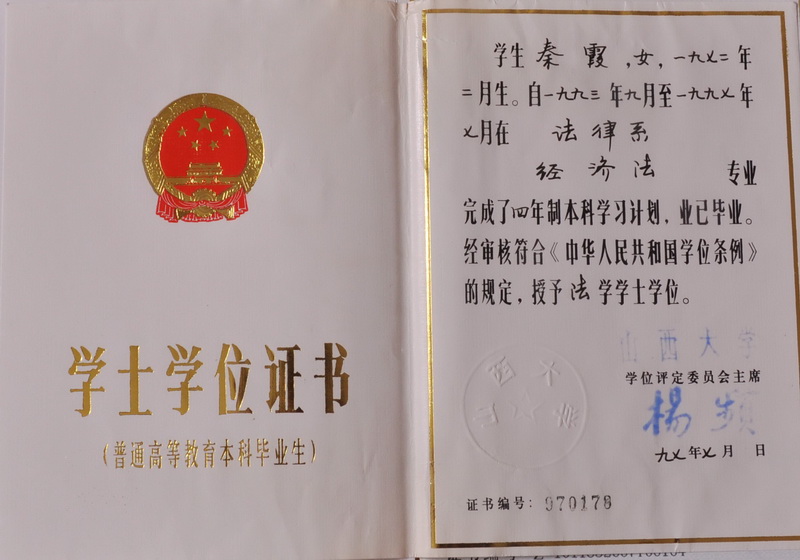 学士学位证书
(普通高等教育本科毕业生)
学生秦霞,女,一九七二年
二月生。自一九九三年九月至一九九七年
七月在 法律系
经济法 专业
完成了四年制本科学习计划,业已毕业。
经审核符合《中华人民共和国学位条例》
的规定,授予法学学士学位。
山西大学
学位评定委员会主席
杨频
九七年七月 日
证书编号:970178